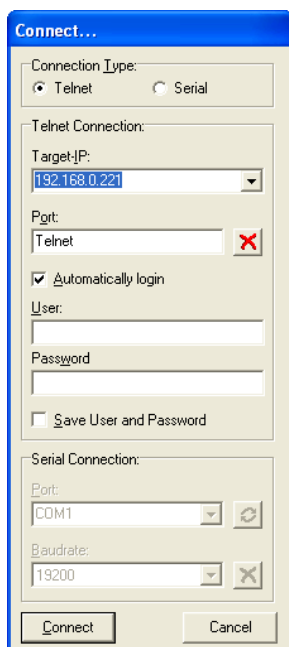 Connect...
Connection Type:
Telnet Serial
Telnet Connection:
Target-IP:
192.168.0.221
Port:
Telnet
Automatically login
User:
Password
Save User and Password
Serial Connection:
Port:
COM1
Baudrate:
19200
Connect Cancel